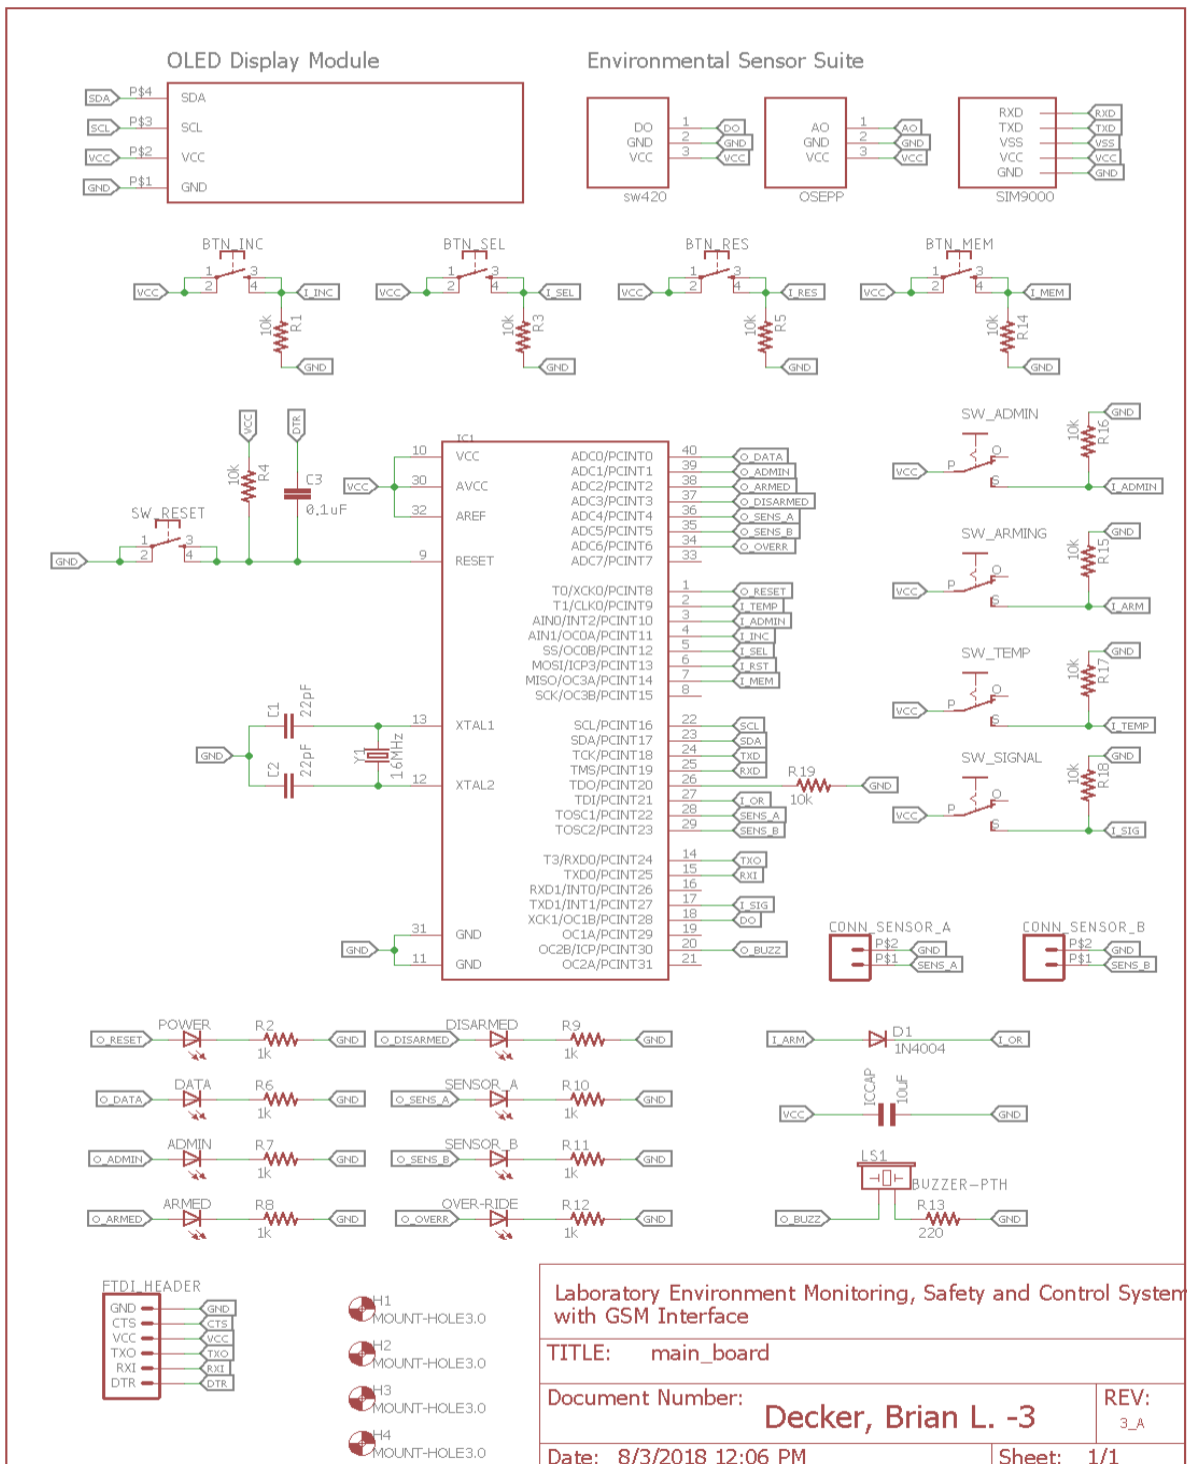 OLED Display Module
Environmental Sensor Suite
SDA P$4 SDA
SCL P$3 SCL
VCC P$2 VCC
GND P$1 GND
DO 1 DO
GND 2 GND
VCC 3 VCC
sw420
AO 1 AO
GND 2 GND
VCC 3 VCC
OSEPP
RXD RXD
TXD TXD
VSS VSS
VCC VCC
GND GND
SIM9000
BTN_INC
1 3
VCC 2 4 I_INC
10k R1
GND
BTN_SEL
1 3
VCC 2 4 I_SEL
10k R3
GND
BTN_RES
1 3
VCC 2 4 I_RES
10k R5
GND
BTN_MEM
1 3
VCC 2 4 I_MEM
10k R14
GND
VCC DTR
10k R4
C3
0.1uF
SW_RESET
1 3
GND 2 4
VCC
IC1
10 VCC
30 AVCC
32 AREF
9 RESET
13 XTAL1
12 XTAL2
31 GND
11 GND
ADC0/PCINT0 40 O_DATA
ADC1/PCINT1 39 O_ADMIN
ADC2/PCINT2 38 O_ARMED
ADC3/PCINT3 37 O_DISARMED
ADC4/PCINT4 36 O_SENS_A
ADC5/PCINT5 35 O_SENS_B
ADC6/PCINT6 34 O_OVERR
ADC7/PCINT7 33
T0/XCK0/PCINT8 1 O_RESET
T1/CLK0/PCINT9 2 I_TEMP
AIN0/INT2/PCINT10 3 I_ADMIN
AIN1/OC0A/PCINT11 4 I_INC
SS/OC0B/PCINT12 5 I_SEL
MOSI/ICP3/PCINT13 6 I_RST
MISO/OC3A/PCINT14 7 I_MEM
SCK/OC3B/PCINT15 8
SCL/PCINT16 22 SCL
SDA/PCINT17 23 SDA
TCK/PCINT18 24 TXD
TMS/PCINT19 25 RXD
TDO/PCINT20 26
TDI/PCINT21 27 I_OR
TOSC1/PCINT22 28 SENS_A
TOSC2/PCINT23 29 SENS_B
T3/RXD0/PCINT24 14 TXO
TXD0/PCINT25 15 RXI
RXD1/INT0/PCINT26 16
TXD1/INT1/PCINT27 17 I_SIG
XCK1/OC1B/PCINT28 18 DO
OC1A/PCINT29 19
OC2B/ICP/PCINT30 20 O_BUZZ
OC2A/PCINT31 21
R19
10k
GND
GND
C1 22pF
C2 22pF
Y1 16MHz
GND
SW_ADMIN
VCC P O
S
10k R16
GND
I_ADMIN
SW_ARMING
VCC P O
S
10k R15
GND
I_ARM
SW_TEMP
VCC P O
S
10k R17
GND
I_TEMP
SW_SIGNAL
VCC P O
S
10k R18
GND
I_SIG
CONN_SENSOR_A
P$2 GND
P$1 SENS_A
CONN_SENSOR_B
P$2 GND
P$1 SENS_B
POWER R2
O_RESET GND
1k
DATA R6
O_DATA GND
1k
ADMIN R7
O_ADMIN GND
1k
ARMED R8
O_ARMED GND
1k
DISARMED R9
O_DISARMED GND
1k
SENSOR_A R10
O_SENS_A GND
1k
SENSOR_B R11
O_SENS_B GND
1k
OVER-RIDE R12
O_OVERR GND
1k
I_ARM D1 I_OR
1N4004
ICCAP 10uF
VCC GND
LS1
BUZZER-PTH
O_BUZZ R13 GND
220
FTDI_HEADER
GND GND
CTS CTS
VCC VCC
TXO TXO
RXI RXI
DTR DTR
H1
MOUNT-HOLE3.0
H2
MOUNT-HOLE3.0
H3
MOUNT-HOLE3.0
H4
MOUNT-HOLE3.0
Laboratory Environment Monitoring, Safety and Control System
with GSM Interface
TITLE: main_board
Document Number: REV:
Decker, Brian L. -3 3_A
Date: 8/3/2018 12:06 PM Sheet: 1/1